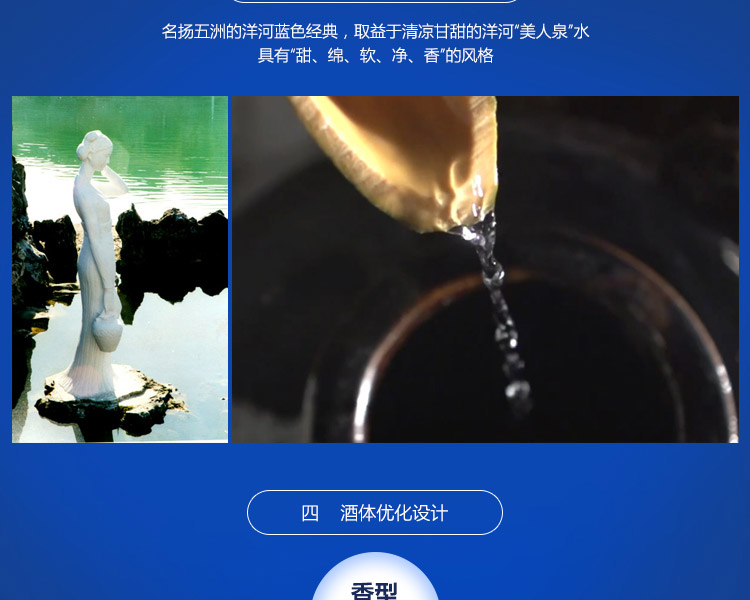 名扬五洲的洋河蓝色经典，取益于清凉甘甜的洋河“美人泉”水
具有“甜、绵、软、净、香”的风格
四 酒体优化设计
香型